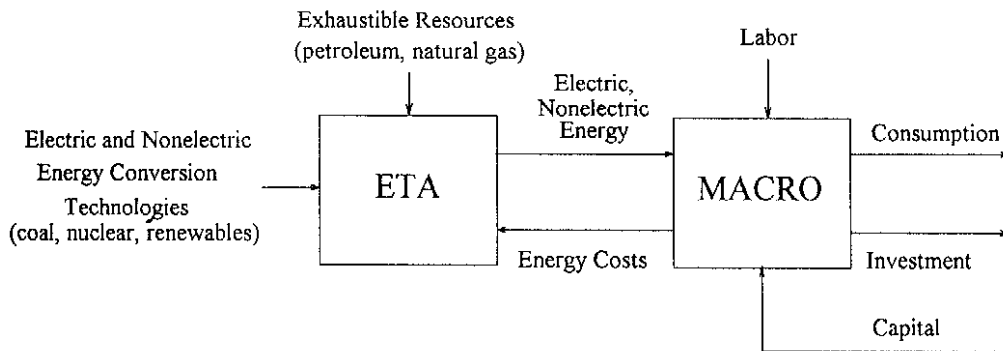 Exhaustible Resources
(petroleum, natural gas)
Labor
Electric,
Nonelectric
Energy
Electric and Nonelectric
Energy Conversion
Technologies
(coal, nuclear, renewables)
ETA
MACRO
Consumption
Energy Costs
Investment
Capital